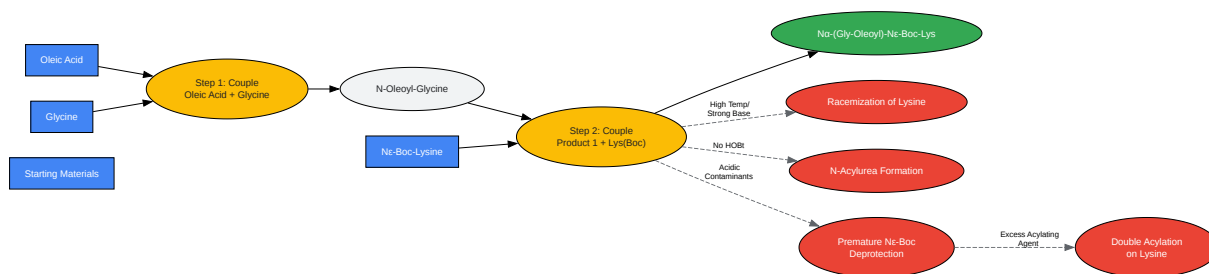 Oleic Acid
Glycine
Starting Materials
Step 1: Couple
Oleic Acid + Glycine
N-Oleoyl-Glycine
Nε-Boc-Lysine
Step 2: Couple
Product 1 + Lys(Boc)
High Temp/
Strong Base
No HOBt
Acidic
Contaminants
Nα-(Gly-Oleoyl)-Nε-Boc-Lys
Racemization of Lysine
N-Acylurea Formation
Premature Nε-Boc
Deprotection
Excess Acylating
Agent
Double Acylation
on Lysine